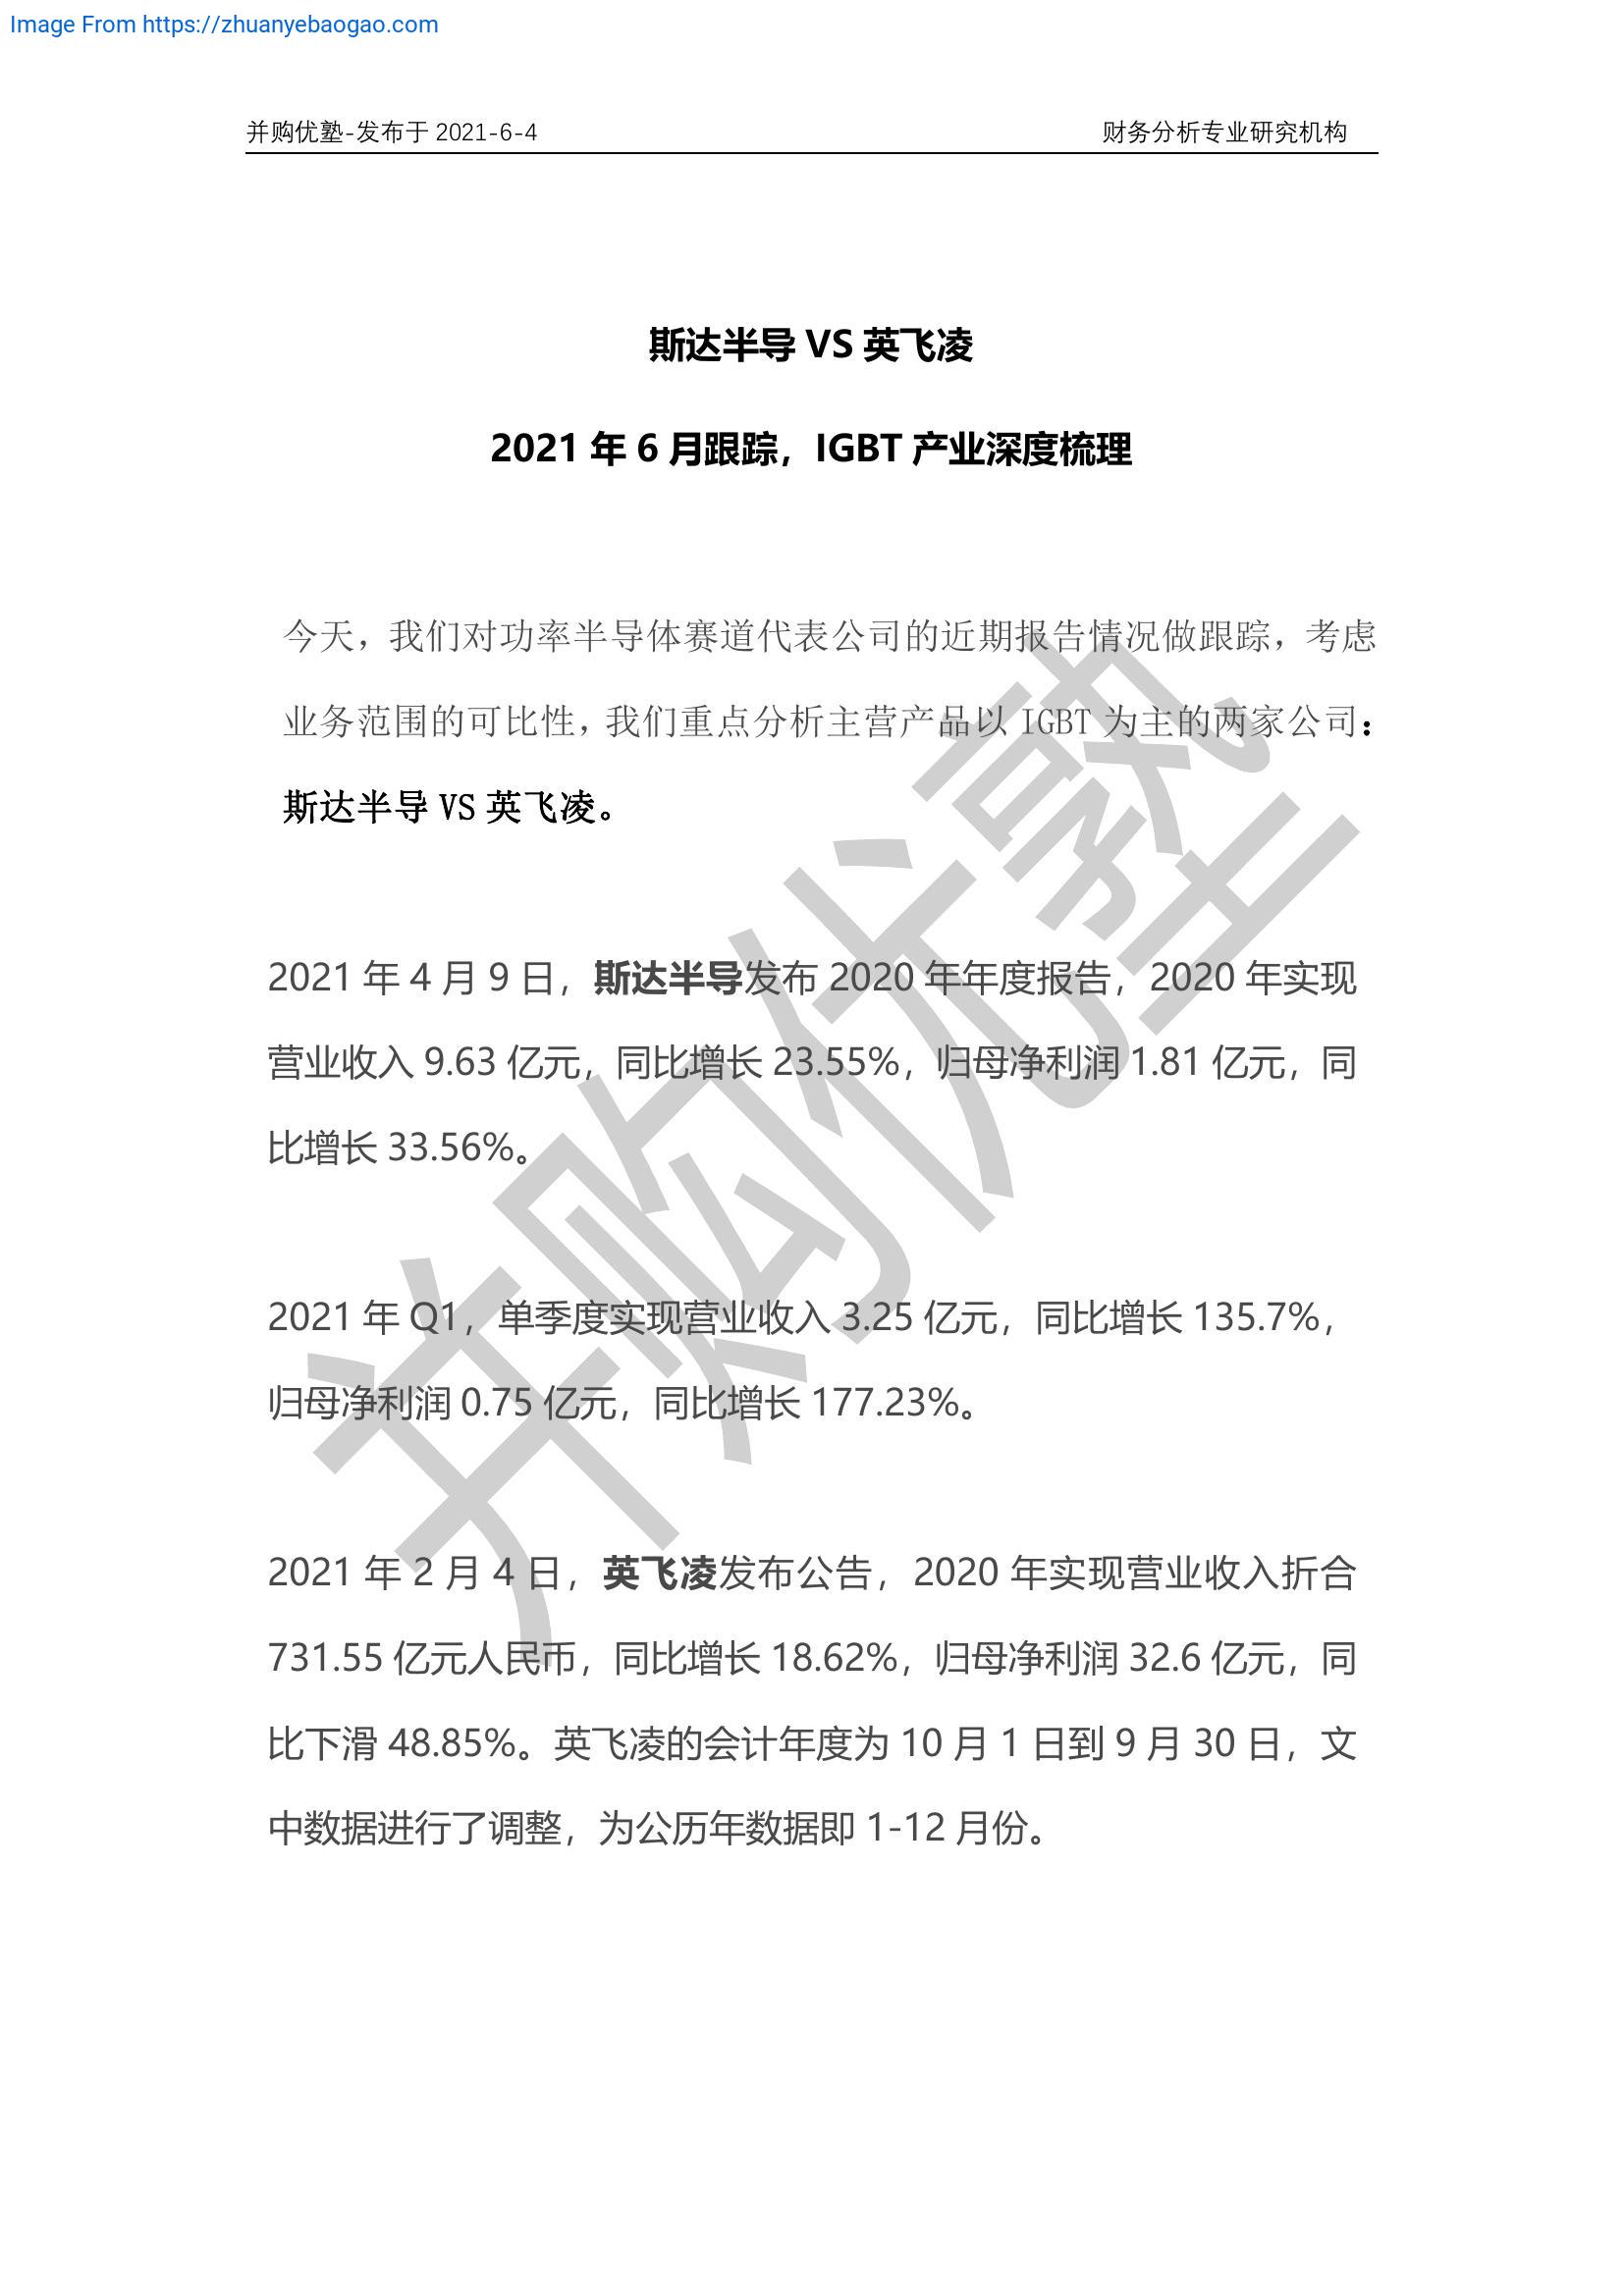 Image From https://zhuanyebaogao.com
并购优塾-发布于 2021-6-4 财务分析专业研究机构
斯达半导 VS 英飞凌
2021 年 6 月跟踪，IGBT 产业深度梳理
今天，我们对功率半导体赛道代表公司的近期报告情况做跟踪，考虑
业务范围的可比性，我们重点分析主营产品以 IGBT 为主的两家公司：
斯达半导 VS 英飞凌。
2021 年 4 月 9 日，斯达半导发布 2020 年年度报告，2020 年实现
营业收入 9.63 亿元，同比增长 23.55%，归母净利润 1.81 亿元，同
比增长 33.56%。
2021 年 Q1，单季度实现营业收入 3.25 亿元，同比增长 135.7%，
归母净利润 0.75 亿元，同比增长 177.23%。
2021 年 2 月 4 日，英飞凌发布公告，2020 年实现营业收入折合
731.55 亿元人民币，同比增长 18.62%，归母净利润 32.6 亿元，同
比下滑 48.85%。英飞凌的会计年度为 10 月 1 日到 9 月 30 日，文
中数据进行了调整，为公历年数据即 1-12 月份。
并购优塾